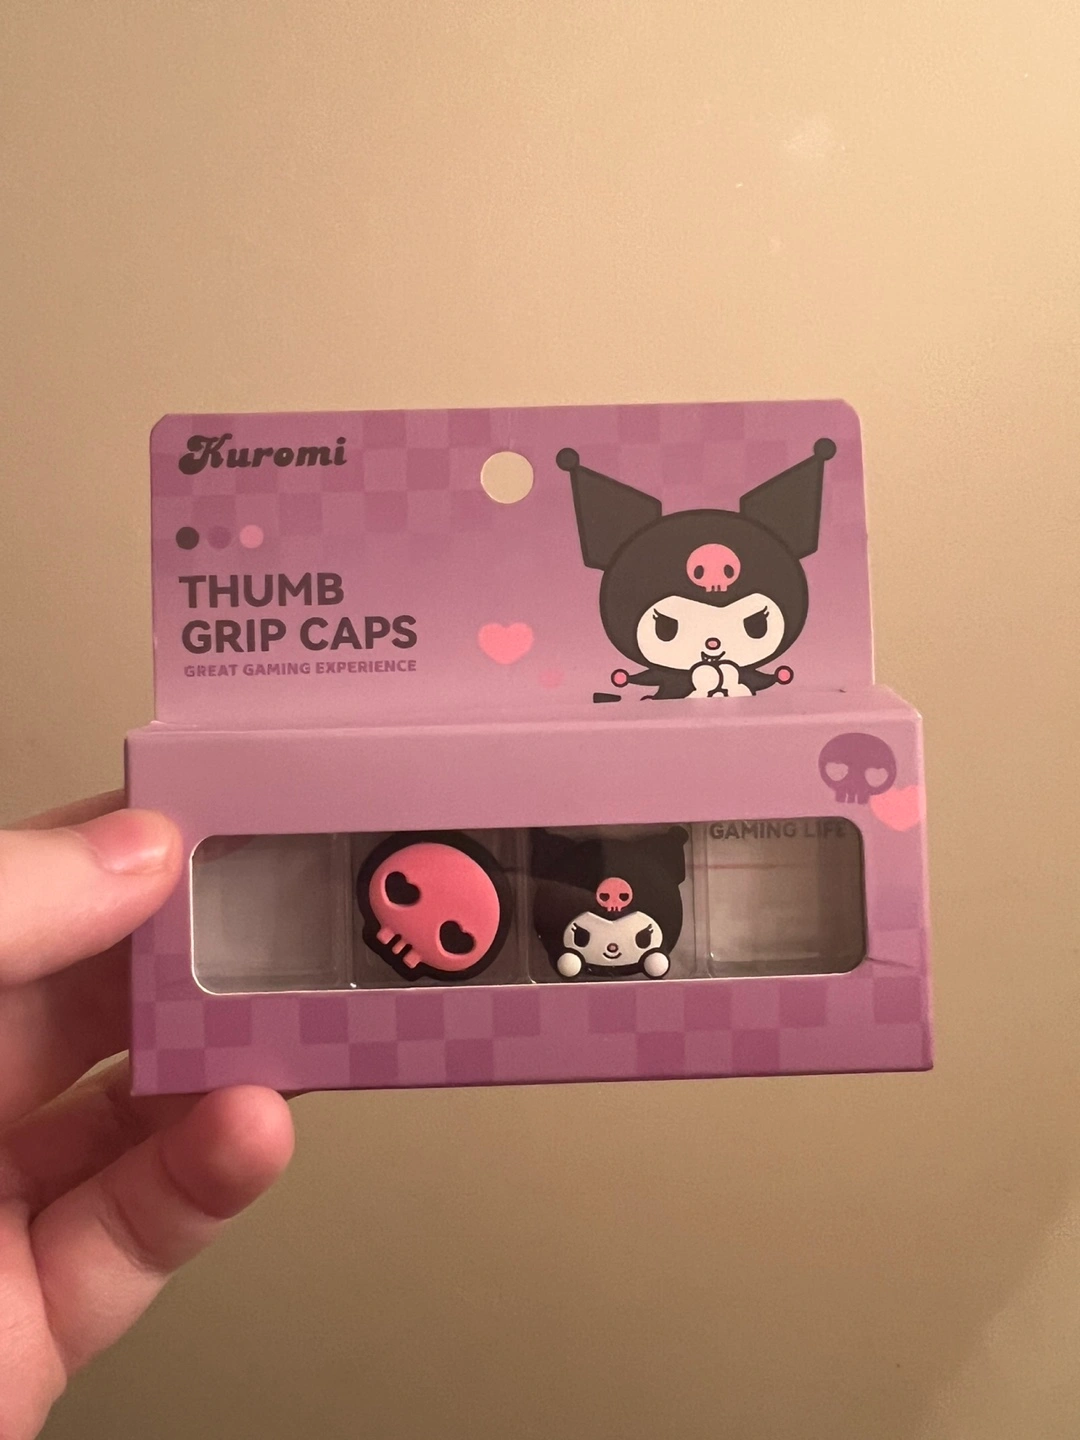 Kuromi
THUMB
GRIP CAPS
GREAT GAMING EXPERIENCE
GAMING LIFE